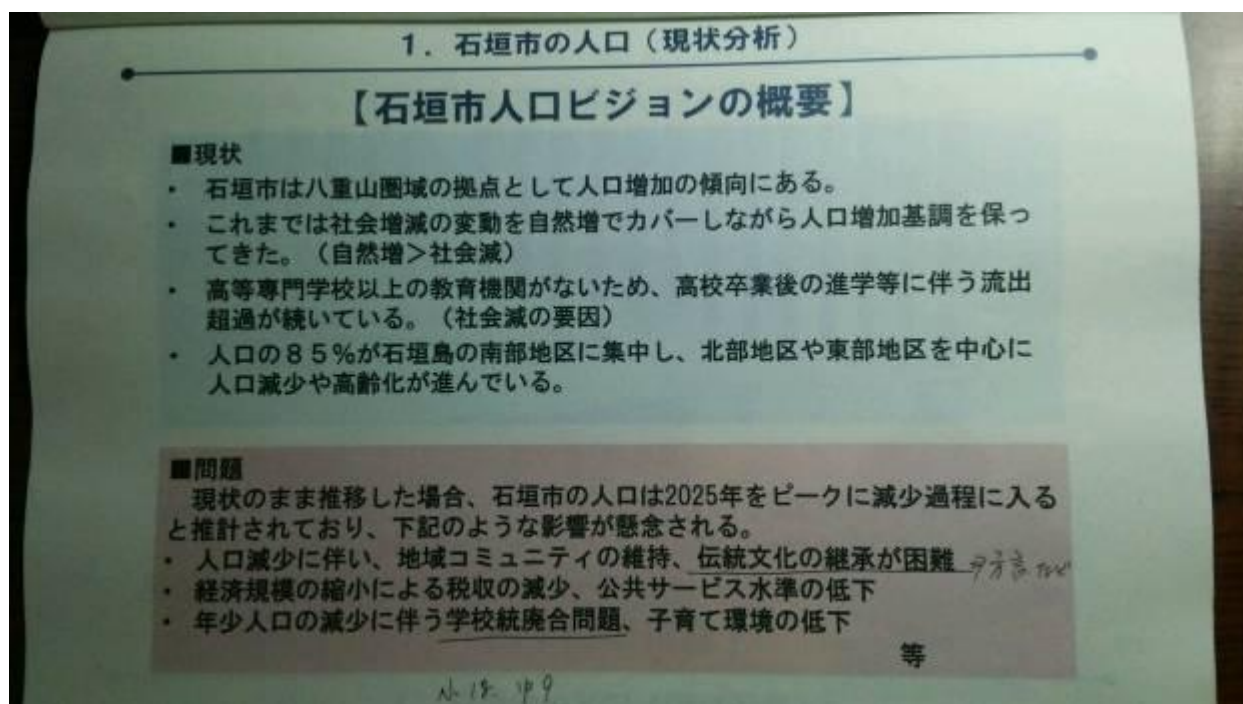 1．石垣市の人口（現状分析）
【石垣市人口ビジョンの概要】
■現状
・ 石垣市は八重山圏域の拠点として人口増加の傾向にある。
・ これまでは社会増減の変動を自然増でカバーしながら人口増加基調を保っ
てきた。（自然増＞社会減）
・ 高等専門学校以上の教育機関がないため、高校卒業後の進学等に伴う流出
超過が続いている。（社会減の要因）
・ 人口の８５％が石垣島の南部地区に集中し、北部地区や東部地区を中心に
人口減少や高齢化が進んでいる。
■問題
現状のまま推移した場合、石垣市の人口は2025年をピークに減少過程に入る
と推計されており、下記のような影響が懸念される。
・ 人口減少に伴い、地域コミュニティの維持、伝統文化の継承が困難 方言など
・ 経済規模の縮小による税収の減少、公共サービス水準の低下
・ 年少人口の減少に伴う学校統廃合問題、子育て環境の低下
等
小18. 中9